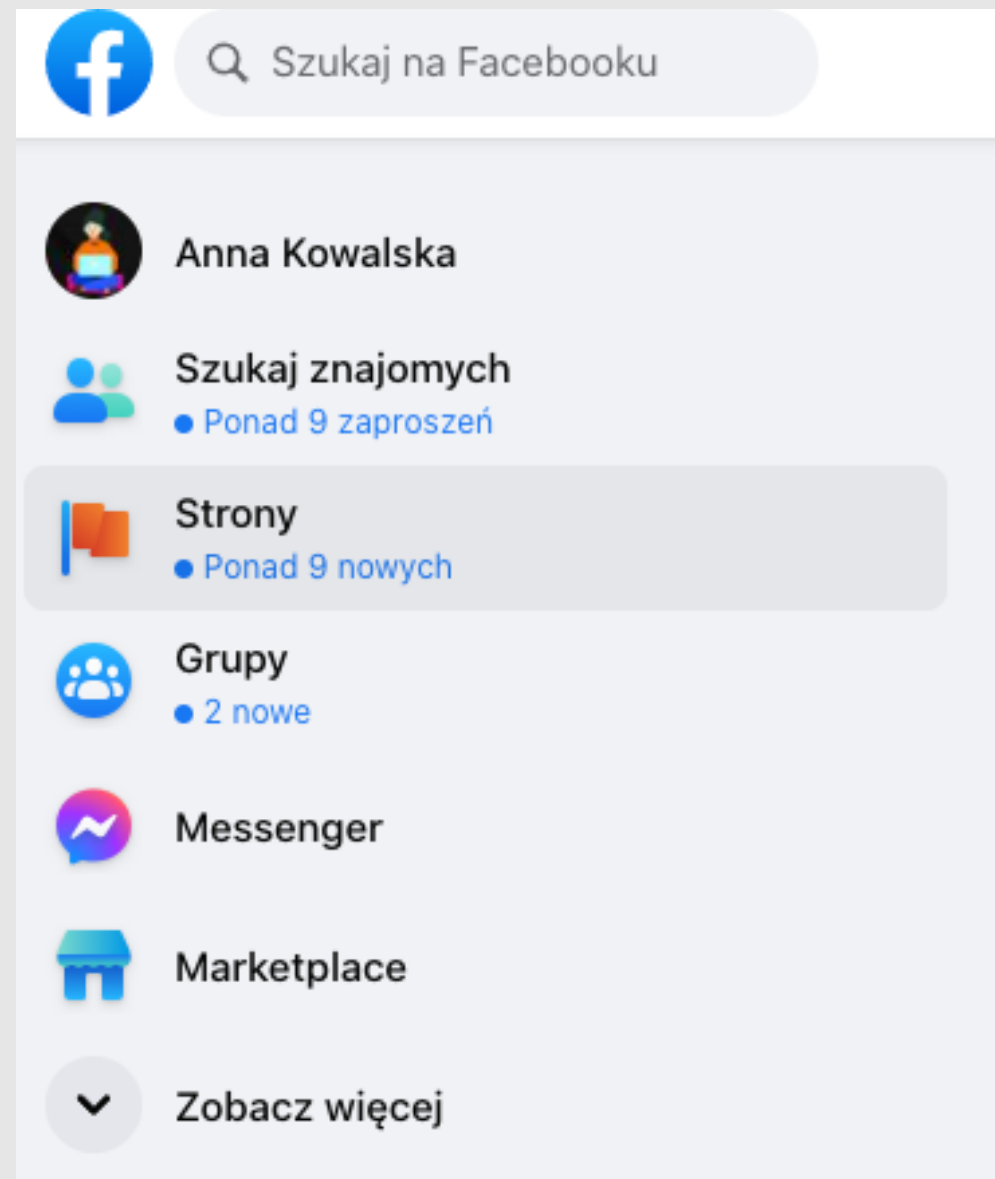 Szukaj na Facebooku
Anna Kowalska
Szukaj znajomych
Ponad 9 zaproszeń
Strony
Ponad 9 nowych
Grupy
2 nowe
Messenger
Marketplace
Zobacz więcej